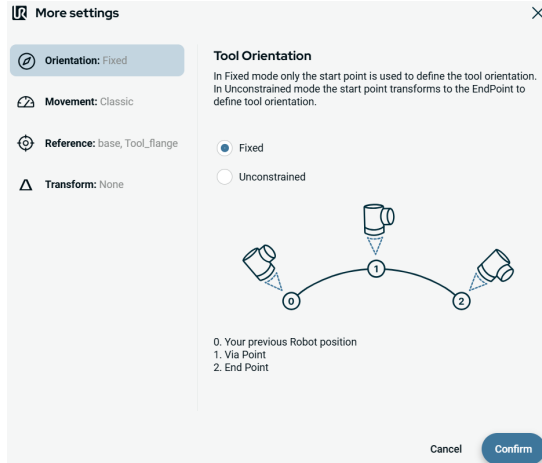 More settings
Orientation: Fixed
Movement: Classic
Reference: base, Tool_flange
Transform: None
Tool Orientation
In Fixed mode only the start point is used to define the tool orientation.
In Unconstrained mode the start point transforms to the EndPoint to
define tool orientation.
Fixed
Unconstrained
0
1
2
0. Your previous Robot position
1. Via Point
2. End Point
Cancel
Confirm